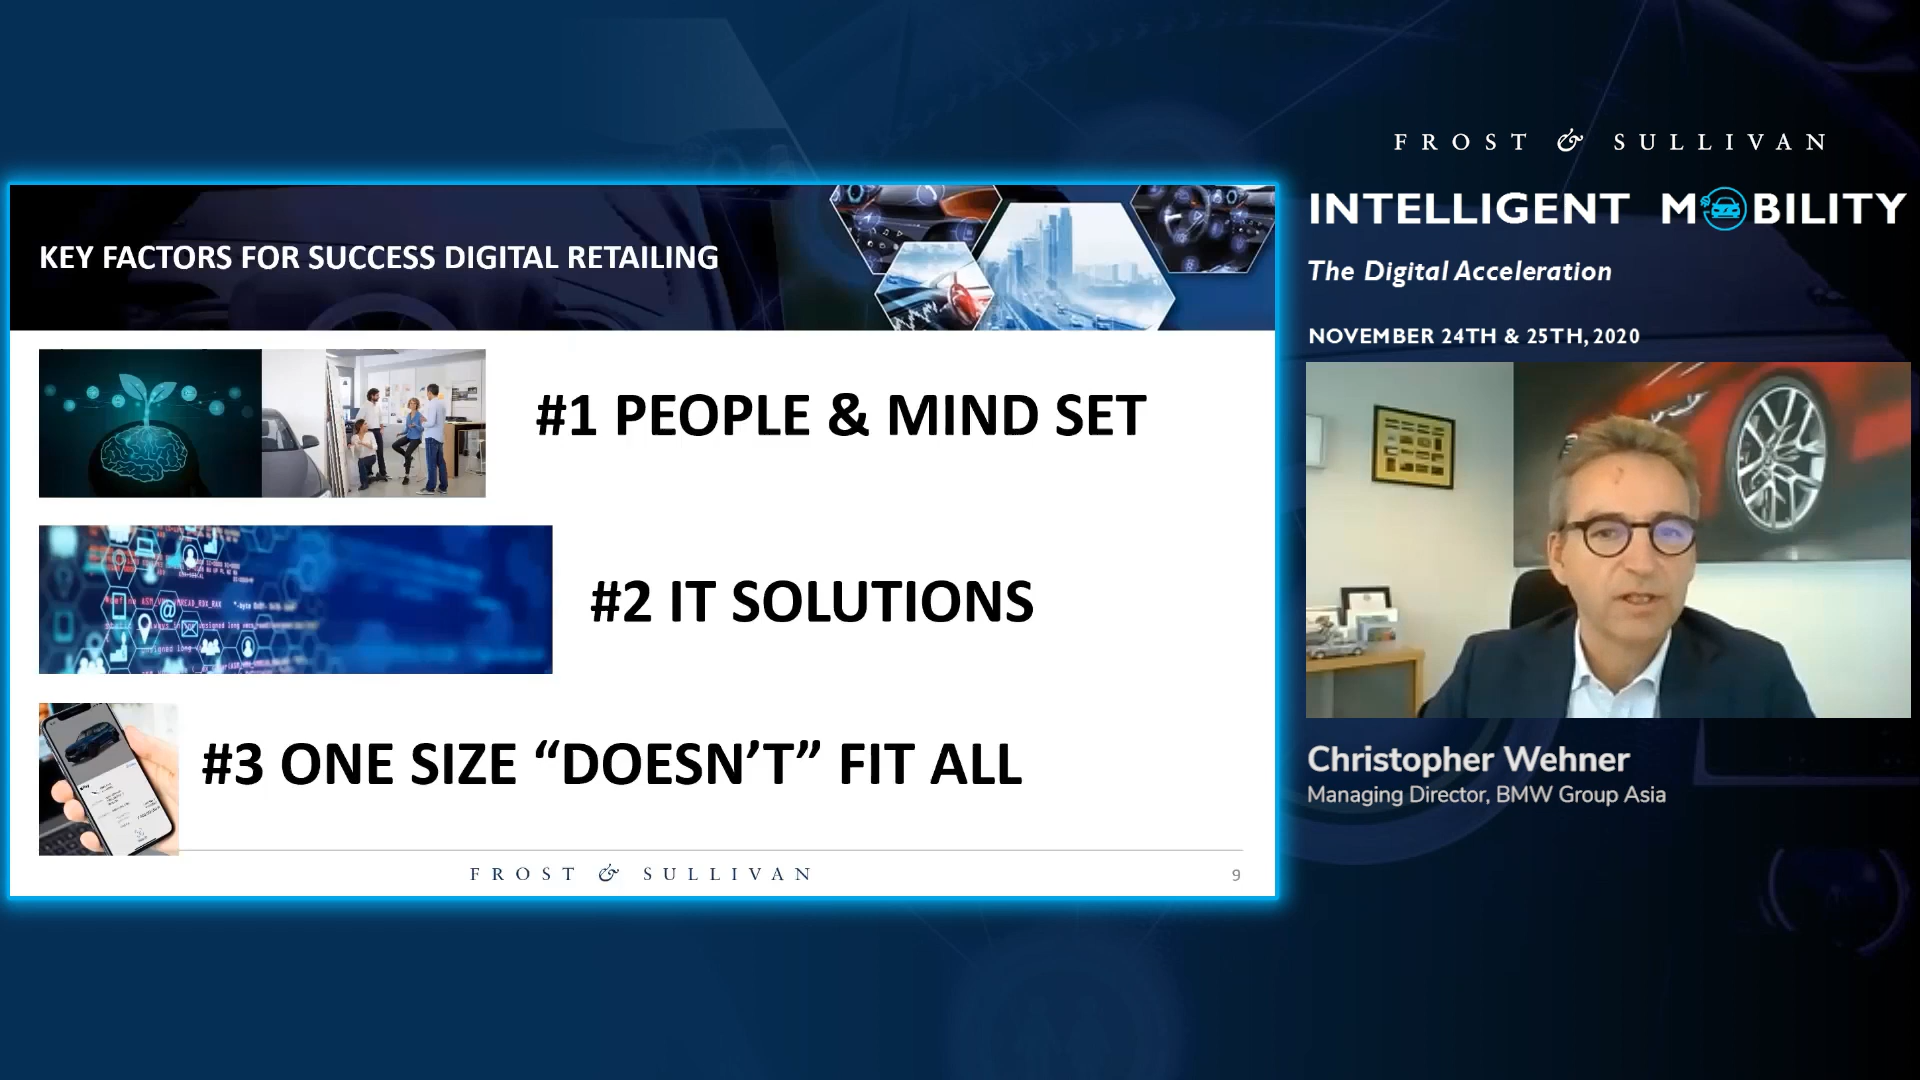 FROST & SULLIVAN
INTELLIGENT MOBILITY
The Digital Acceleration
NOVEMBER 24TH & 25TH, 2020
KEY FACTORS FOR SUCCESS DIGITAL RETAILING
#1 PEOPLE & MIND SET
#2 IT SOLUTIONS
#3 ONE SIZE “DOESN’T” FIT ALL
FROST & SULLIVAN
9
Christopher Wehner
Managing Director, BMW Group Asia